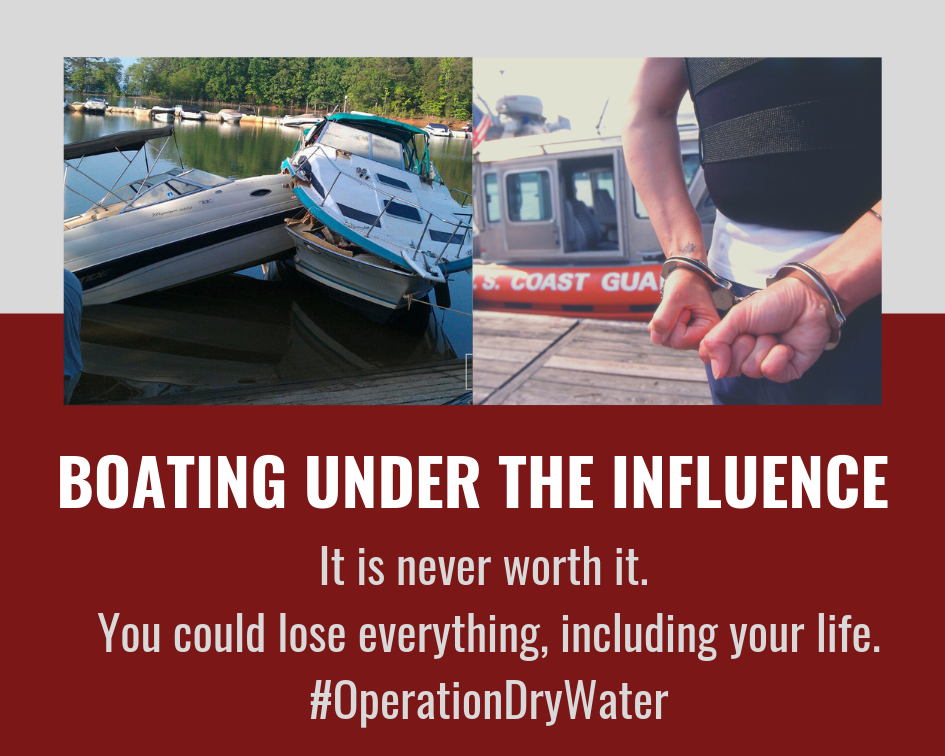 .S. COAST GUA
BOATING UNDER THE INFLUENCE
It is never worth it.
You could lose everything, including your life.
#OperationDryWater